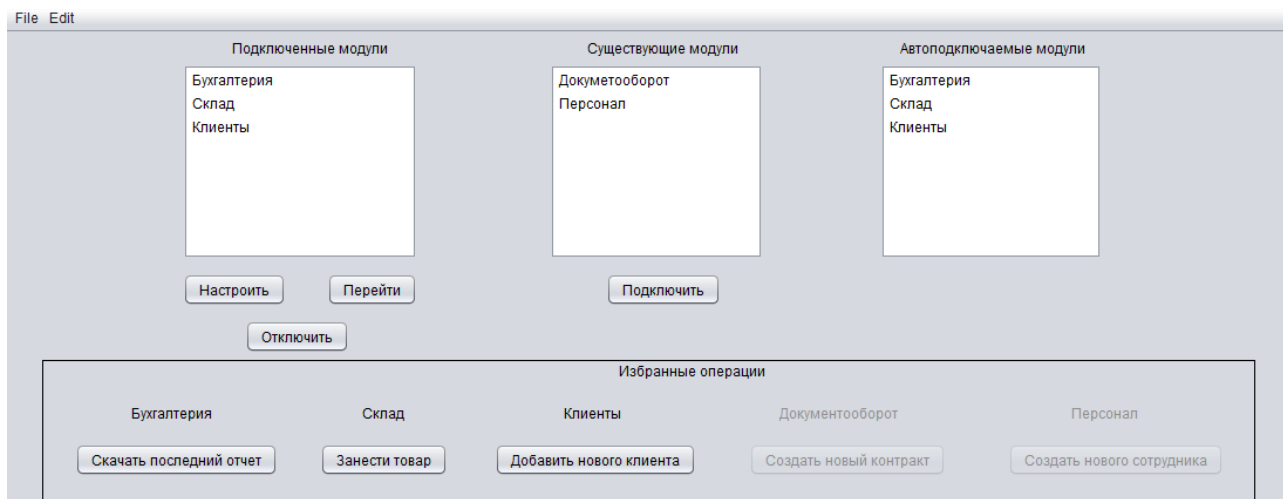 File Edit
Подключенные модули
Бухгалтерия
Склад
Клиенты
Настроить Перейти
Отключить
Существующие модули
Докуметооборот
Персонал
Подключить
Автоподключаемые модули
Бухгалтерия
Склад
Клиенты
Избранные операции
Бухгалтерия Склад Клиенты Документооборот Персонал
Скачать последний отчет Занести товар Добавить нового клиента Создать новый контракт Создать нового сотрудника